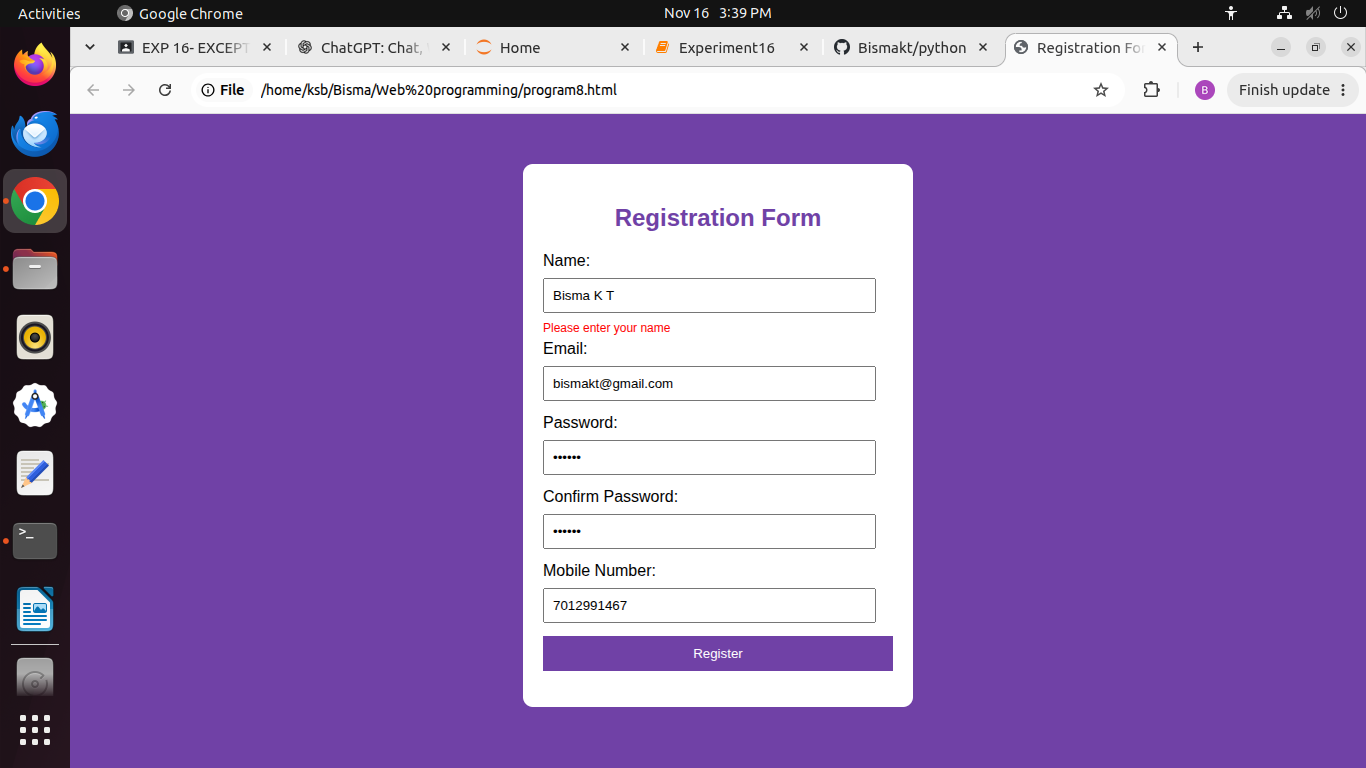 Activities
Google Chrome
Nov 16 3:39 PM
EXP 16- EXCEPT
ChatGPT: Chat,
Home
Experiment16
Bismakt/python
Registration Fo
File
/home/ksb/Bisma/Web%20programming/program8.html
B
Finish update
Registration Form
Name:
Bisma K T
Please enter your name
Email:
bismakt@gmail.com
Password:
••••••
Confirm Password:
••••••
Mobile Number:
7012991467
Register
>_